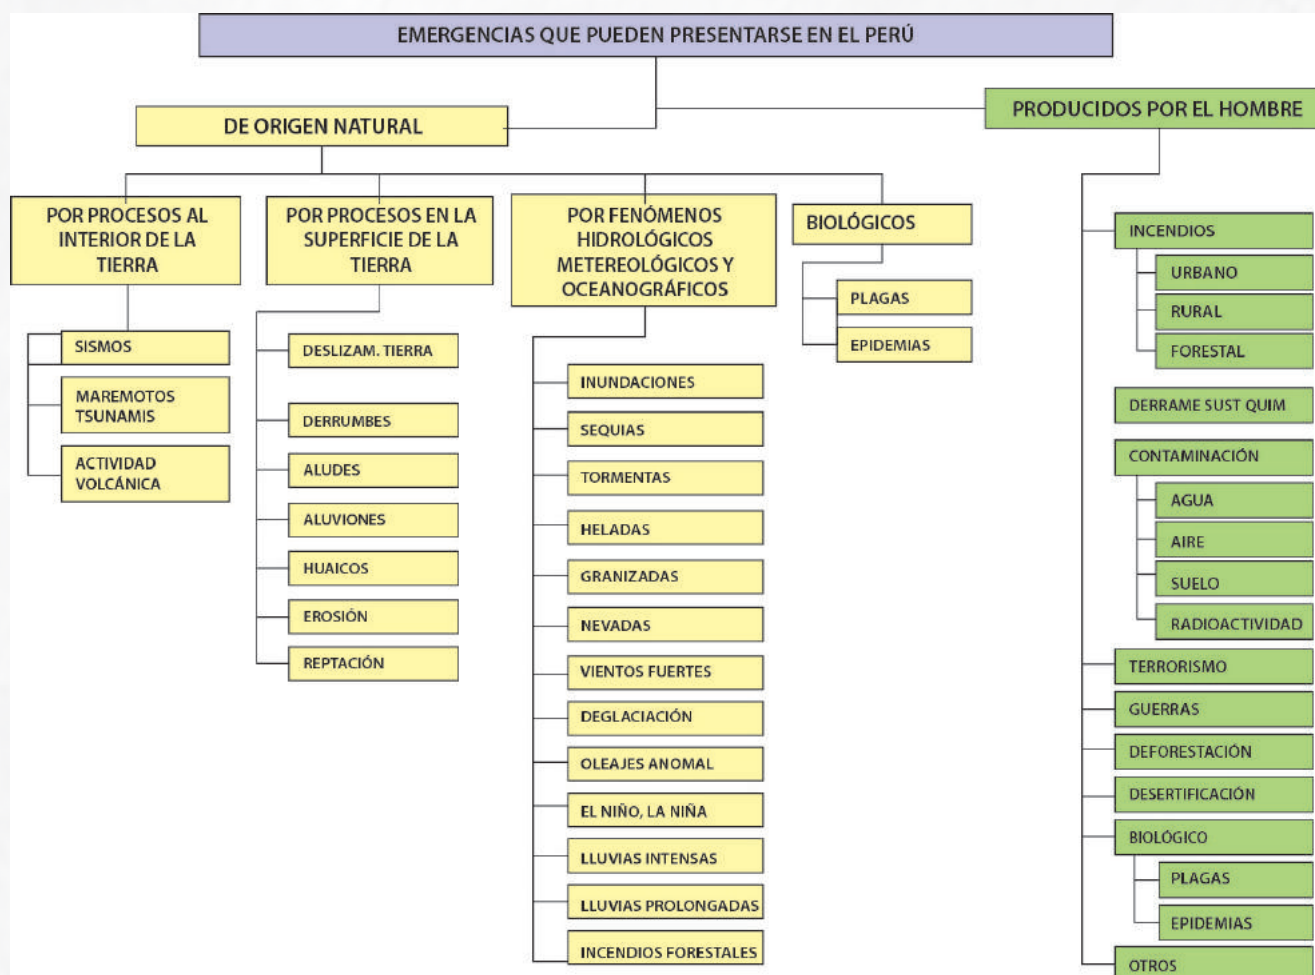 EMERGENCIAS QUE PUEDEN PRESENTARSE EN EL PERÚ
DE ORIGEN NATURAL
POR PROCESOS AL
INTERIOR DE LA
TIERRA
SISMOS
MAREMOTOS
TSUNAMIS
ACTIVIDAD
VOLCÁNICA
POR PROCESOS EN LA
SUPERFICIE DE LA
TIERRA
DESLIZAM. TIERRA
DERRUMBES
ALUDES
ALUVIONES
HUAICOS
EROSIÓN
REPTACIÓN
POR FENÓMENOS
HIDROLÓGICOS
METEREOLÓGICOS Y
OCEANOGRÁFICOS
INUNDACIONES
SEQUIAS
TORMENTAS
HELADAS
GRANIZADAS
NEVADAS
VIENTOS FUERTES
DEGLACIACIÓN
OLEAJES ANOMAL
EL NIÑO, LA NIÑA
LLUVIAS INTENSAS
LLUVIAS PROLONGADAS
INCENDIOS FORESTALES
BIOLÓGICOS
PLAGAS
EPIDEMIAS
PRODUCIDOS POR EL HOMBRE
INCENDIOS
URBANO
RURAL
FORESTAL
DERRAME SUST QUIM
CONTAMINACIÓN
AGUA
AIRE
SUELO
RADIOACTIVIDAD
TERRORISMO
GUERRAS
DEFORESTACIÓN
DESERTIFICACIÓN
BIOLÓGICO
PLAGAS
EPIDEMIAS
OTROS